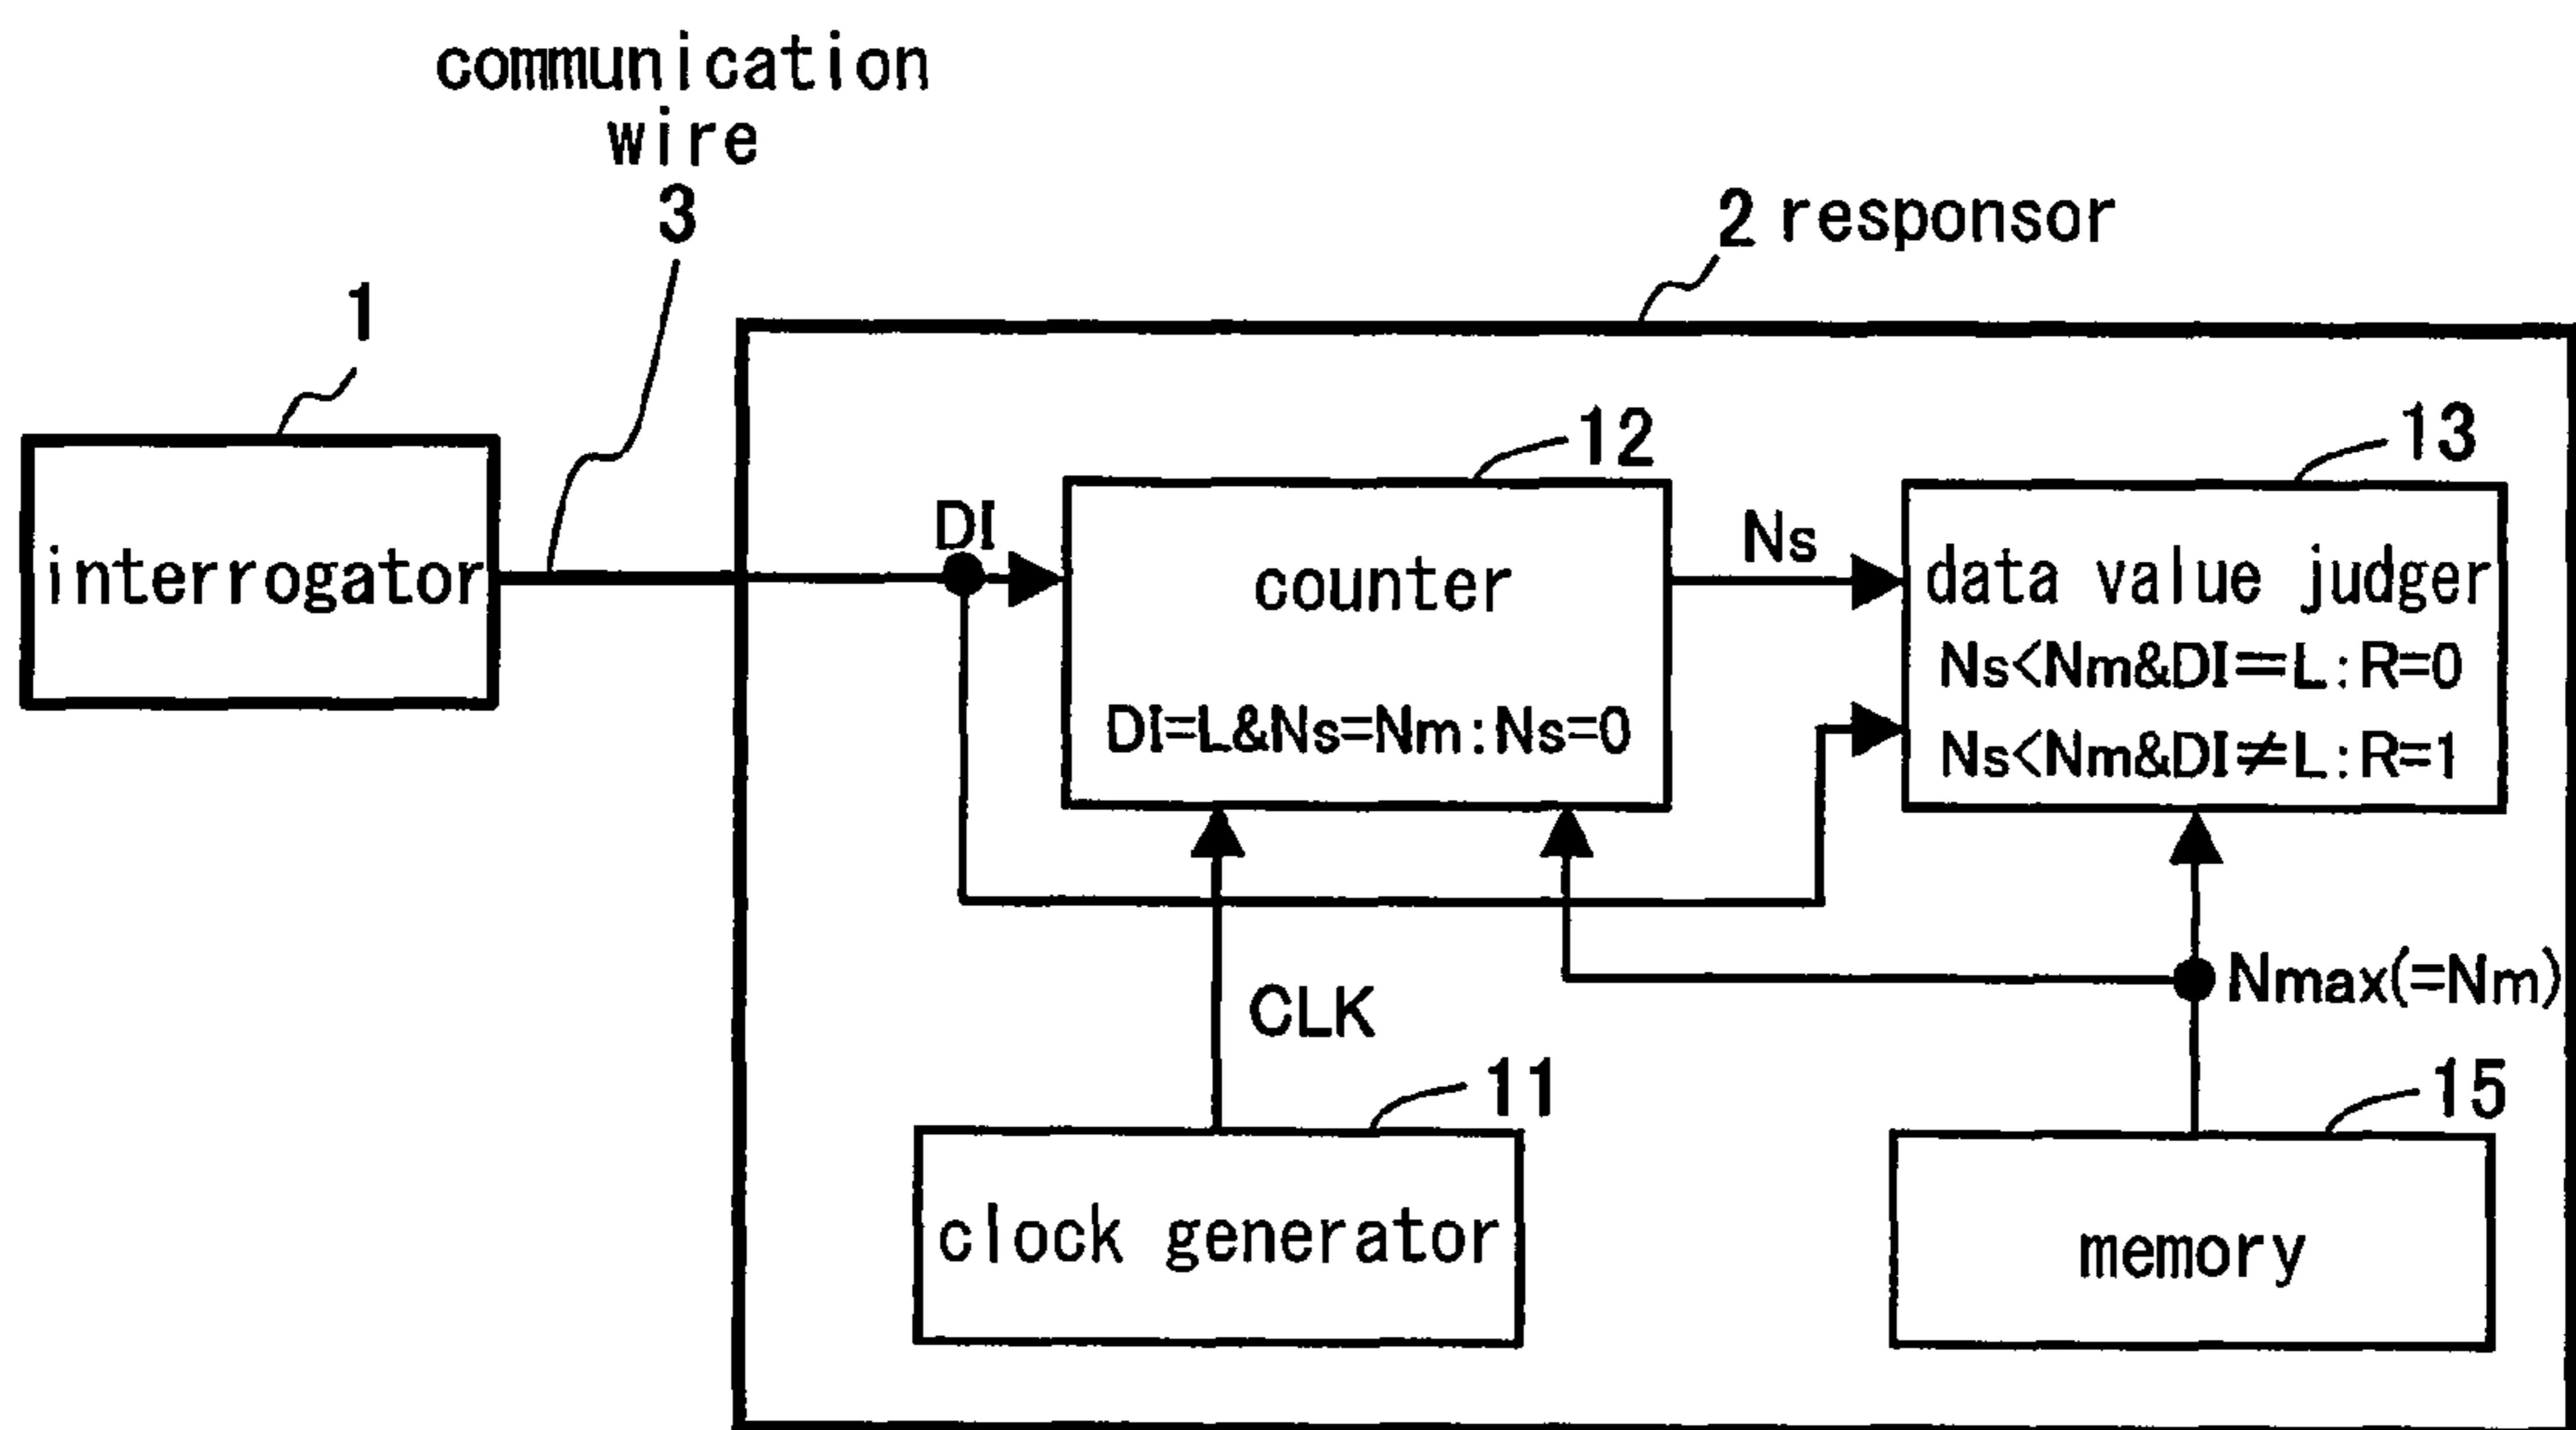 communication
wire
3
2 responsor
1
12
13
DI
Ns
interrogator
counter
data value judger
Ns<Nm&DI=L:R=0
DI=L&Ns=Nm:Ns=0
Ns<Nm&DI≠L:R=1
CLK
Nmax(=Nm)
11
15
clock generator
memory